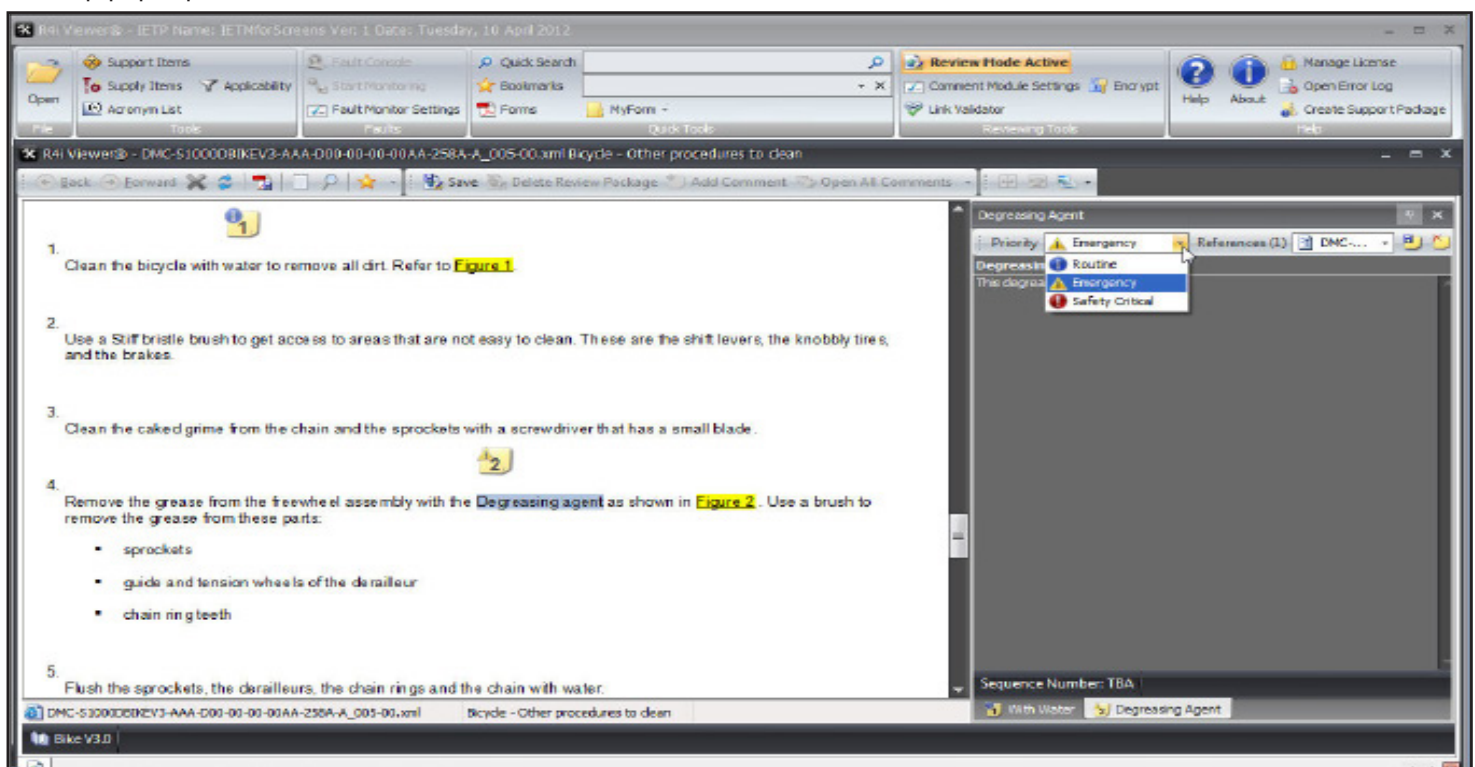 R4i Viewer® - IETP Name: IETMforScreens Ver: 1 Date: Tuesday, 10 April 2012
Open
Support Items
Supply Items Applicability
Acronym List
Fault Console
Start Monitoring
Fault Monitor Settings
Quick Search
Bookmarks
Forms MyForm
Review Mode Active
Comment Module Settings Encrypt
Link Validator
Help
About
Manage License
Open Error Log
Create Support Package
File Tools Faults Quick Tools Reviewing Tools Help
R4i Viewer® - DMC-S1000DBIKEV3-AAA-D00-00-00-00AA-258A-A_005-00.xml Bicycle - Other procedures to clean
Back Forward Save Delete Review Package Add Comment Open All Comments
1
1.
Clean the bicycle with water to remove all dirt. Refer to Figure 1.
2.
Use a Stiff bristle brush to get access to areas that are not easy to clean. These are the shift levers, the knobbly tires,
and the brakes.
3.
Clean the caked grime from the chain and the sprockets with a screwdriver that has a small blade.
2
4.
Remove the grease from the freewheel assembly with the Degreasing agent as shown in Figure 2 . Use a brush to
remove the grease from these parts:
▪ sprockets
▪ guide and tension wheels of the derailleur
▪ chain ring teeth
5.
Flush the sprockets, the derailleurs, the chain rings and the chain with water.
Degreasing Agent
Priority Emergency References (1) DMC-...
Routine
Emergency
Safety Critical
Sequence Number: TBA
With Water Degreasing Agent
DMC-S1000DBIKEV3-AAA-D00-00-00-00AA-258A-A_005-00.xml Bicycle - Other procedures to clean
Bike V3.0